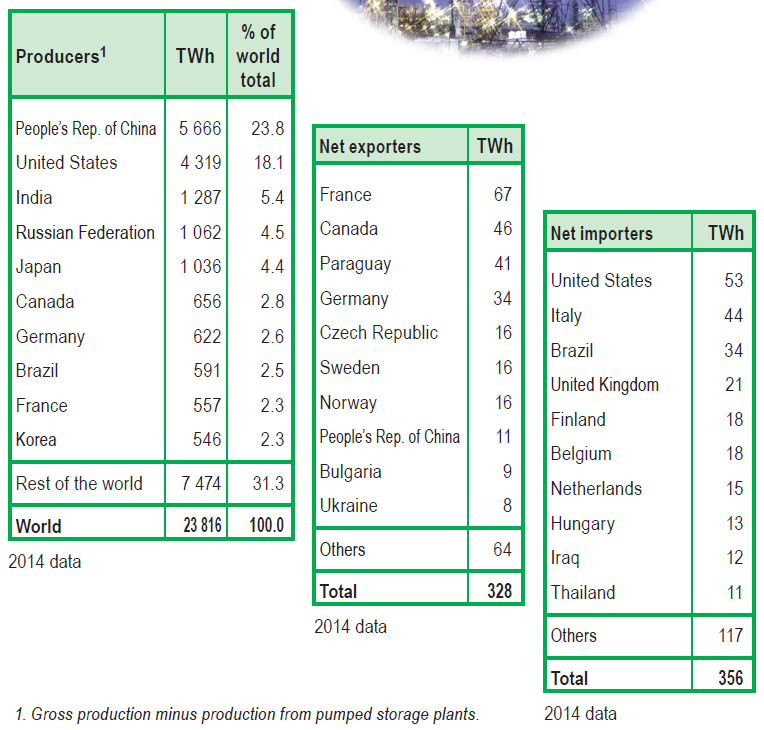 Producers1 TWh % of world total
People's Rep. of China 5 666 23.8
United States 4 319 18.1
India 1 287 5.4
Russian Federation 1 062 4.5
Japan 1 036 4.4
Canada 656 2.8
Germany 622 2.6
Brazil 591 2.5
France 557 2.3
Korea 546 2.3
Rest of the world 7 474 31.3
World 23 816 100.0
2014 data
Net exporters TWh
France 67
Canada 46
Paraguay 41
Germany 34
Czech Republic 16
Sweden 16
Norway 16
People's Rep. of China 11
Bulgaria 9
Ukraine 8
Others 64
Total 328
2014 data
Net importers TWh
United States 53
Italy 44
Brazil 34
United Kingdom 21
Finland 18
Belgium 18
Netherlands 15
Hungary 13
Iraq 12
Thailand 11
Others 117
Total 356
2014 data
1. Gross production minus production from pumped storage plants.